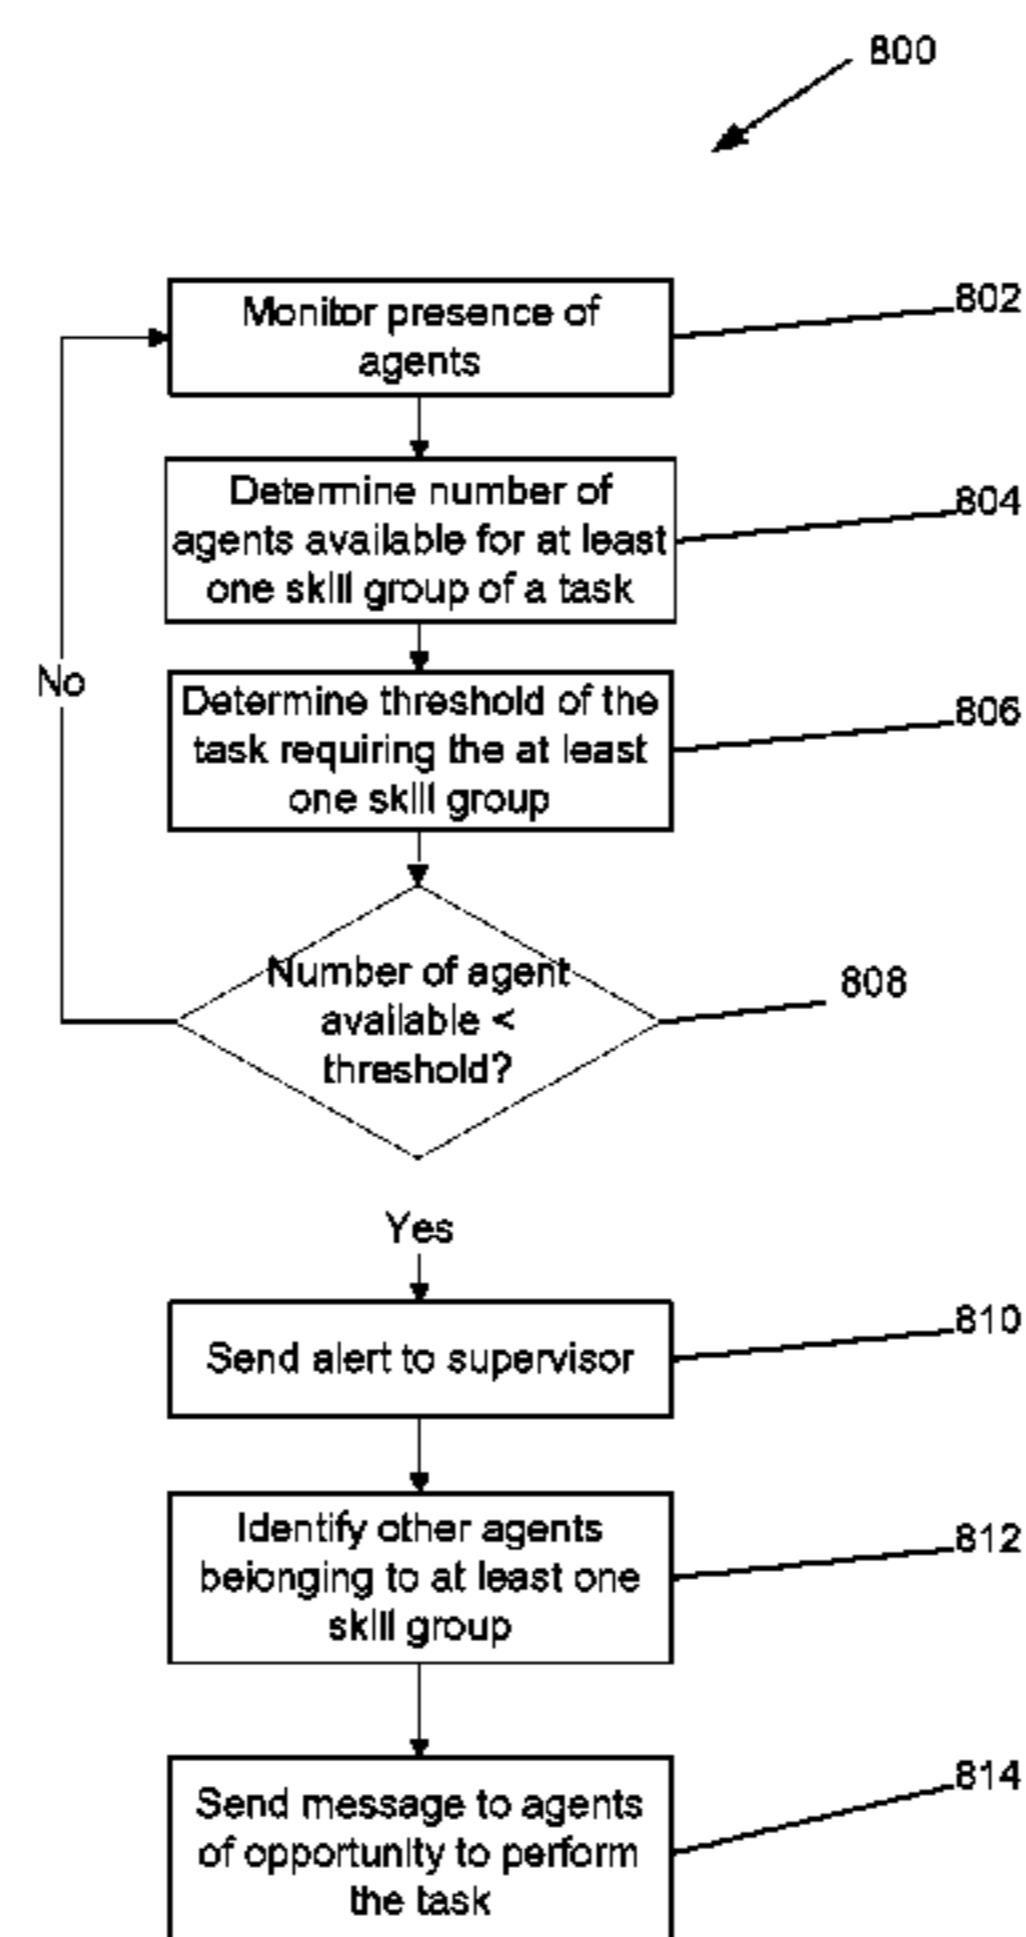 800
Monitor presence of
agents
802
Determine number of
agents available for at least
one skill group of a task
804
No
Determine threshold of the
task requiring the at least
one skill group
806
Number of agent
available <
threshold?
808
Yes
Send alert to supervisor
810
Identify other agents
belonging to at least one
skill group
812
Send message to agents
of opportunity to perform
the task
814